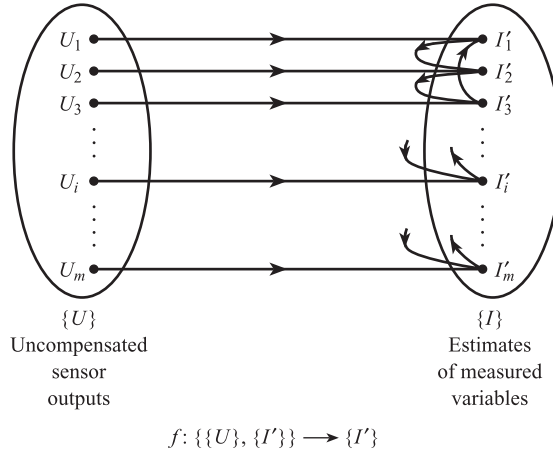 U₁ I′₁
U₂ I′₂
U₃ I′₃
Uᵢ I′ᵢ
Uₘ I′ₘ
{U} {I}
Uncompensated Estimates
sensor of measured
outputs variables
f: {{U}, {I′}} ⟶ {I′}